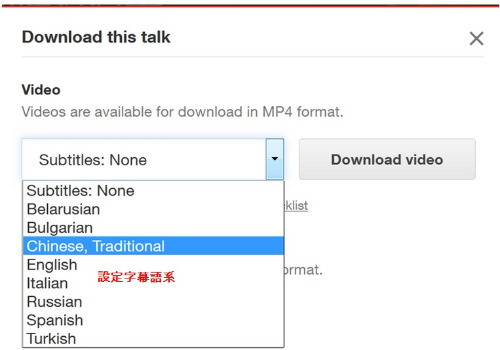 Download this talk
Video
Videos are available for download in MP4 format.
Subtitles: None
Download video
Subtitles: None
Belarusian
Bulgarian
cklist
Chinese, Traditional
English
設定字幕語系
ormat.
Italian
Russian
Spanish
Turkish